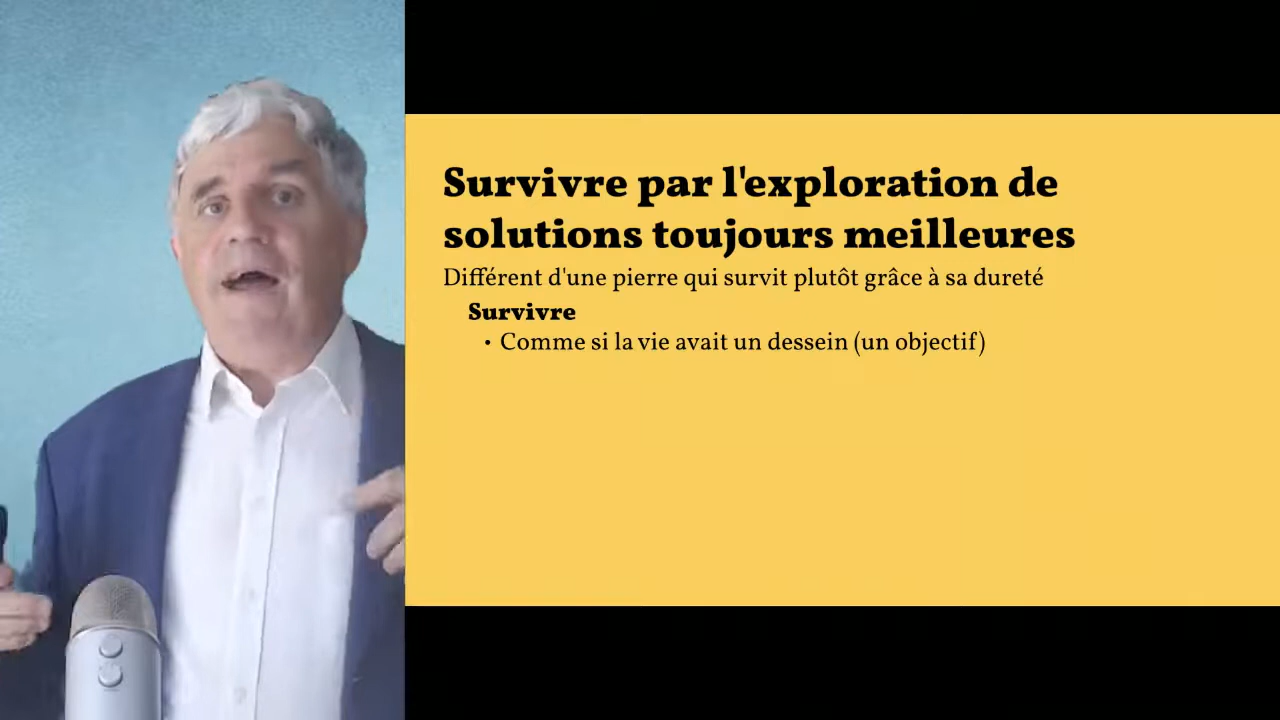 Survivre par l'exploration de
solutions toujours meilleures
Différent d'une pierre qui survit plutôt grâce à sa dureté
Survivre
• Comme si la vie avait un dessein (un objectif)